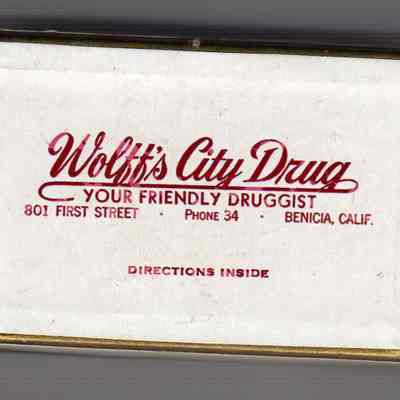 Wolff's City Drug
YOUR FRIENDLY DRUGGIST
801 FIRST STREET · PHONE 34 · BENICIA, CALIF.
DIRECTIONS INSIDE